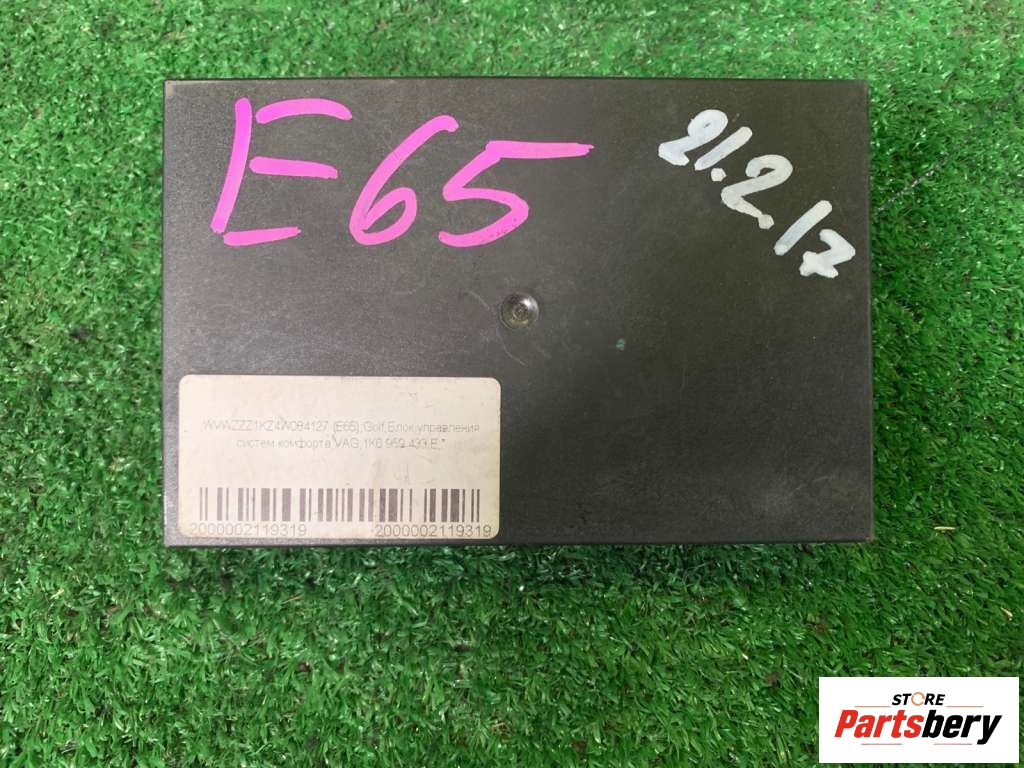 E65
21.2.17
WVWZZZ1KZ4W084127 (E65),Golf,Блок управления
систем комфорта,VAG,1K0 959 433 E,*
2000002119319 2000002119319
STORE
Partsbery